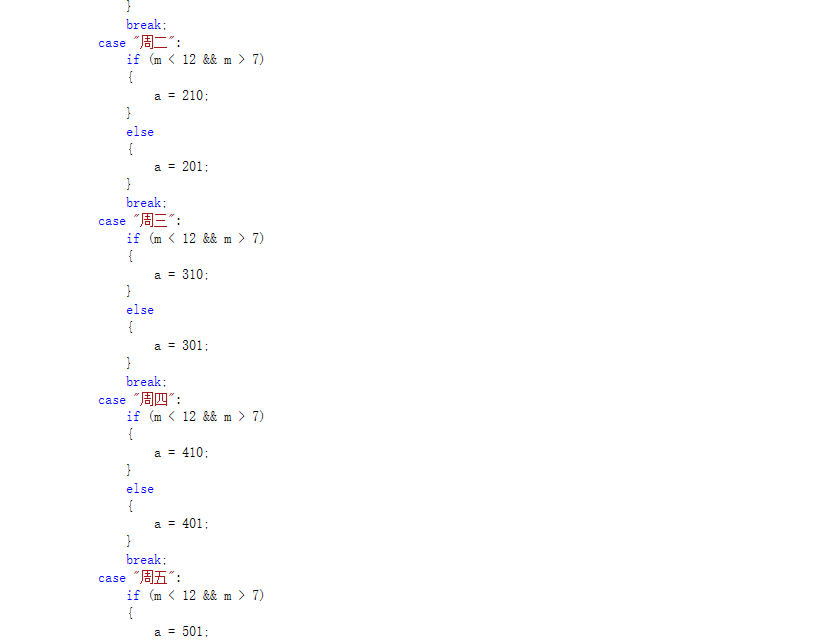 }
break;
case "周二":
if (m < 12 && m > 7)
{
a = 210;
}
else
{
a = 201;
}
break;
case "周三":
if (m < 12 && m > 7)
{
a = 310;
}
else
{
a = 301;
}
break;
case "周四":
if (m < 12 && m > 7)
{
a = 410;
}
else
{
a = 401;
}
break;
case "周五":
if (m < 12 && m > 7)
{
a = 501;